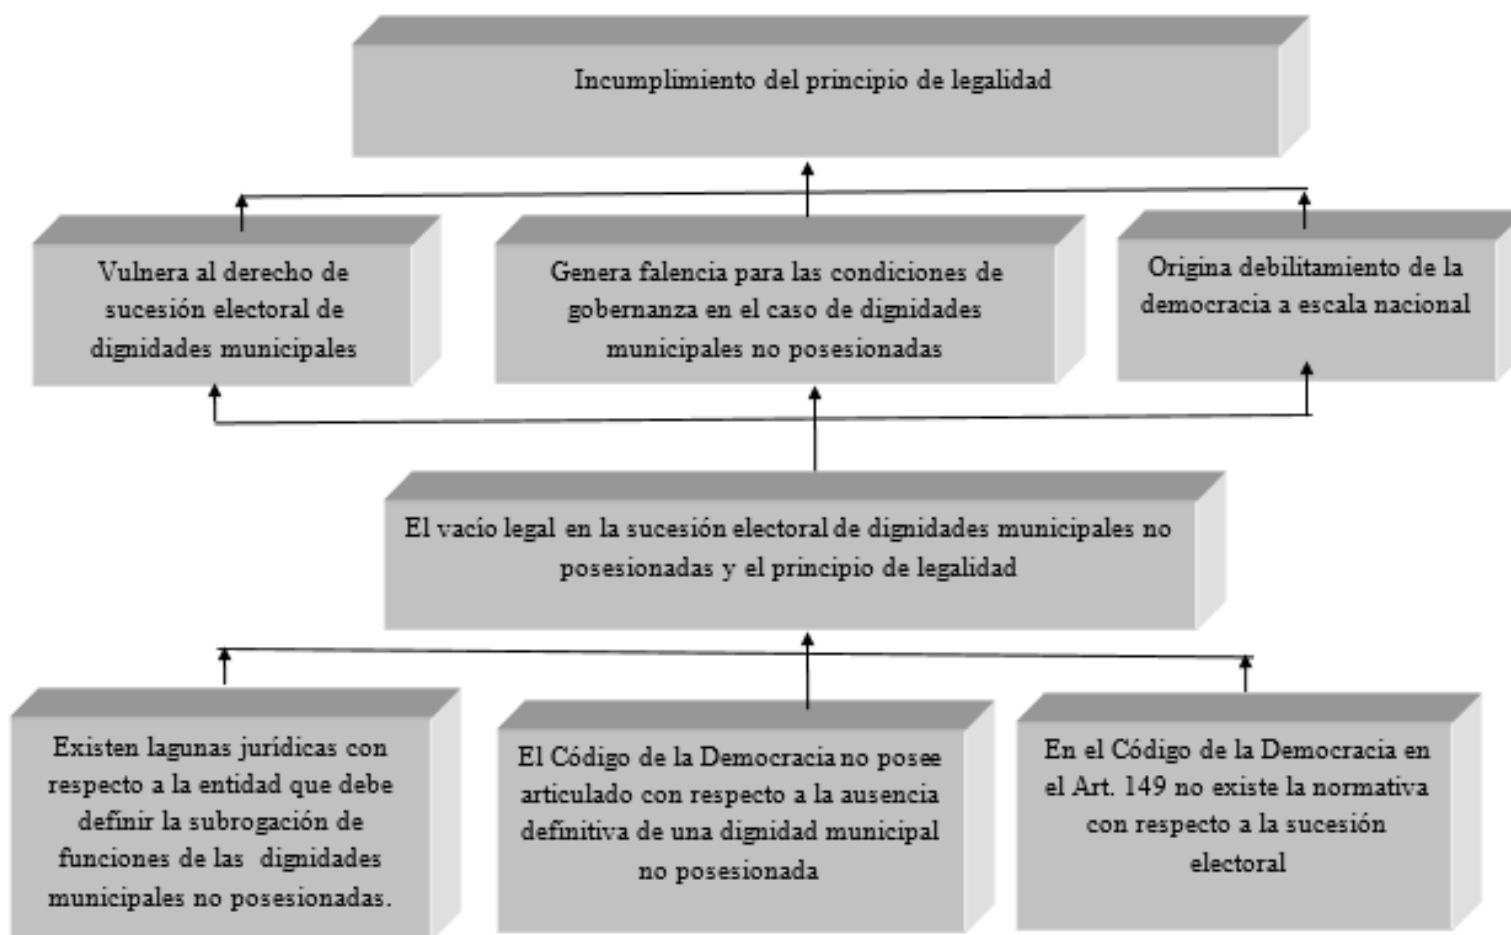 Incumplimiento del principio de legalidad
Vulnera al derecho de
sucesión electoral de
dignidades municipales
Genera falencia para las condiciones de
gobernanza en el caso de dignidades
municipales no posesionadas
Origina debilitamiento de la
democracia a escala nacional
El vacío legal en la sucesión electoral de dignidades municipales no
posesionadas y el principio de legalidad
Existen lagunas jurídicas con
respecto a la entidad que debe
definir la subrogación de
funciones de las dignidades
municipales no posesionadas.
El Código de la Democracia no posee
articulado con respecto a la ausencia
definitiva de una dignidad municipal
no posesionada
En el Código de la Democracia en
el Art. 149 no existe la normativa
con respecto a la sucesión
electoral